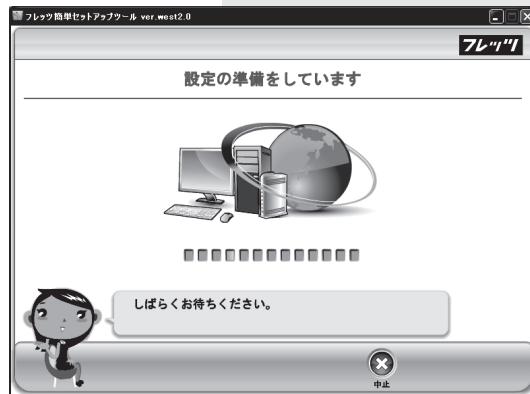 フレッツ簡単セットアップツール ver.west2.0
フレッツ
設定の準備をしています
しばらくお待ちください。
中止